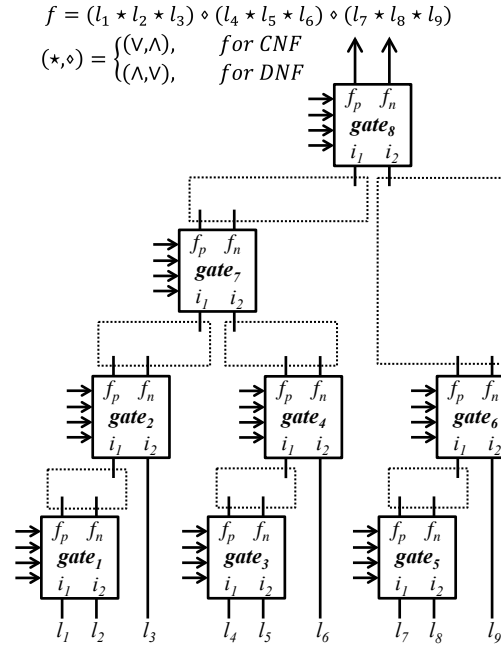 f = (l₁ ⋆ l₂ ⋆ l₃) ⋄ (l₄ ⋆ l₅ ⋆ l₆) ⋄ (l₇ ⋆ l₈ ⋆ l₉)
(⋆,⋄) = { (∨,∧), for CNF
(∧,∨), for DNF
f_p f_n
gate₈
i₁ i₂
f_p f_n
gate₇
i₁ i₂
f_p f_n f_p f_n f_p f_n
gate₂ gate₄ gate₆
i₁ i₂ i₁ i₂ i₁ i₂
f_p f_n f_p f_n f_p f_n
gate₁ gate₃ gate₅
i₁ i₂ i₁ i₂ i₁ i₂
l₁ l₂ l₃ l₄ l₅ l₆ l₇ l₈ l₉